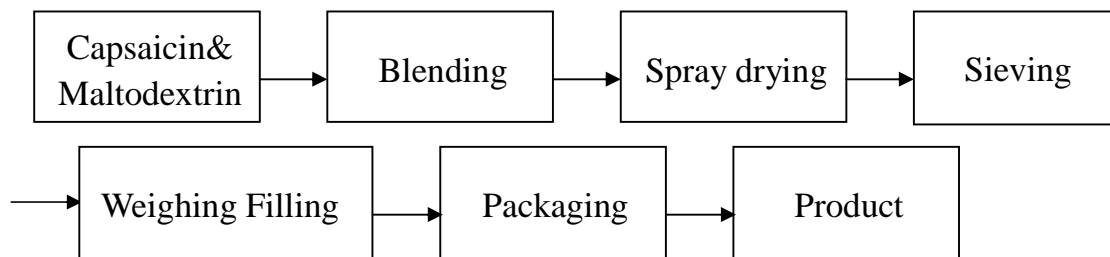 Capsaicin&
Maltodextrin
Blending
Spray drying
Sieving
Weighing Filling
Packaging
Product